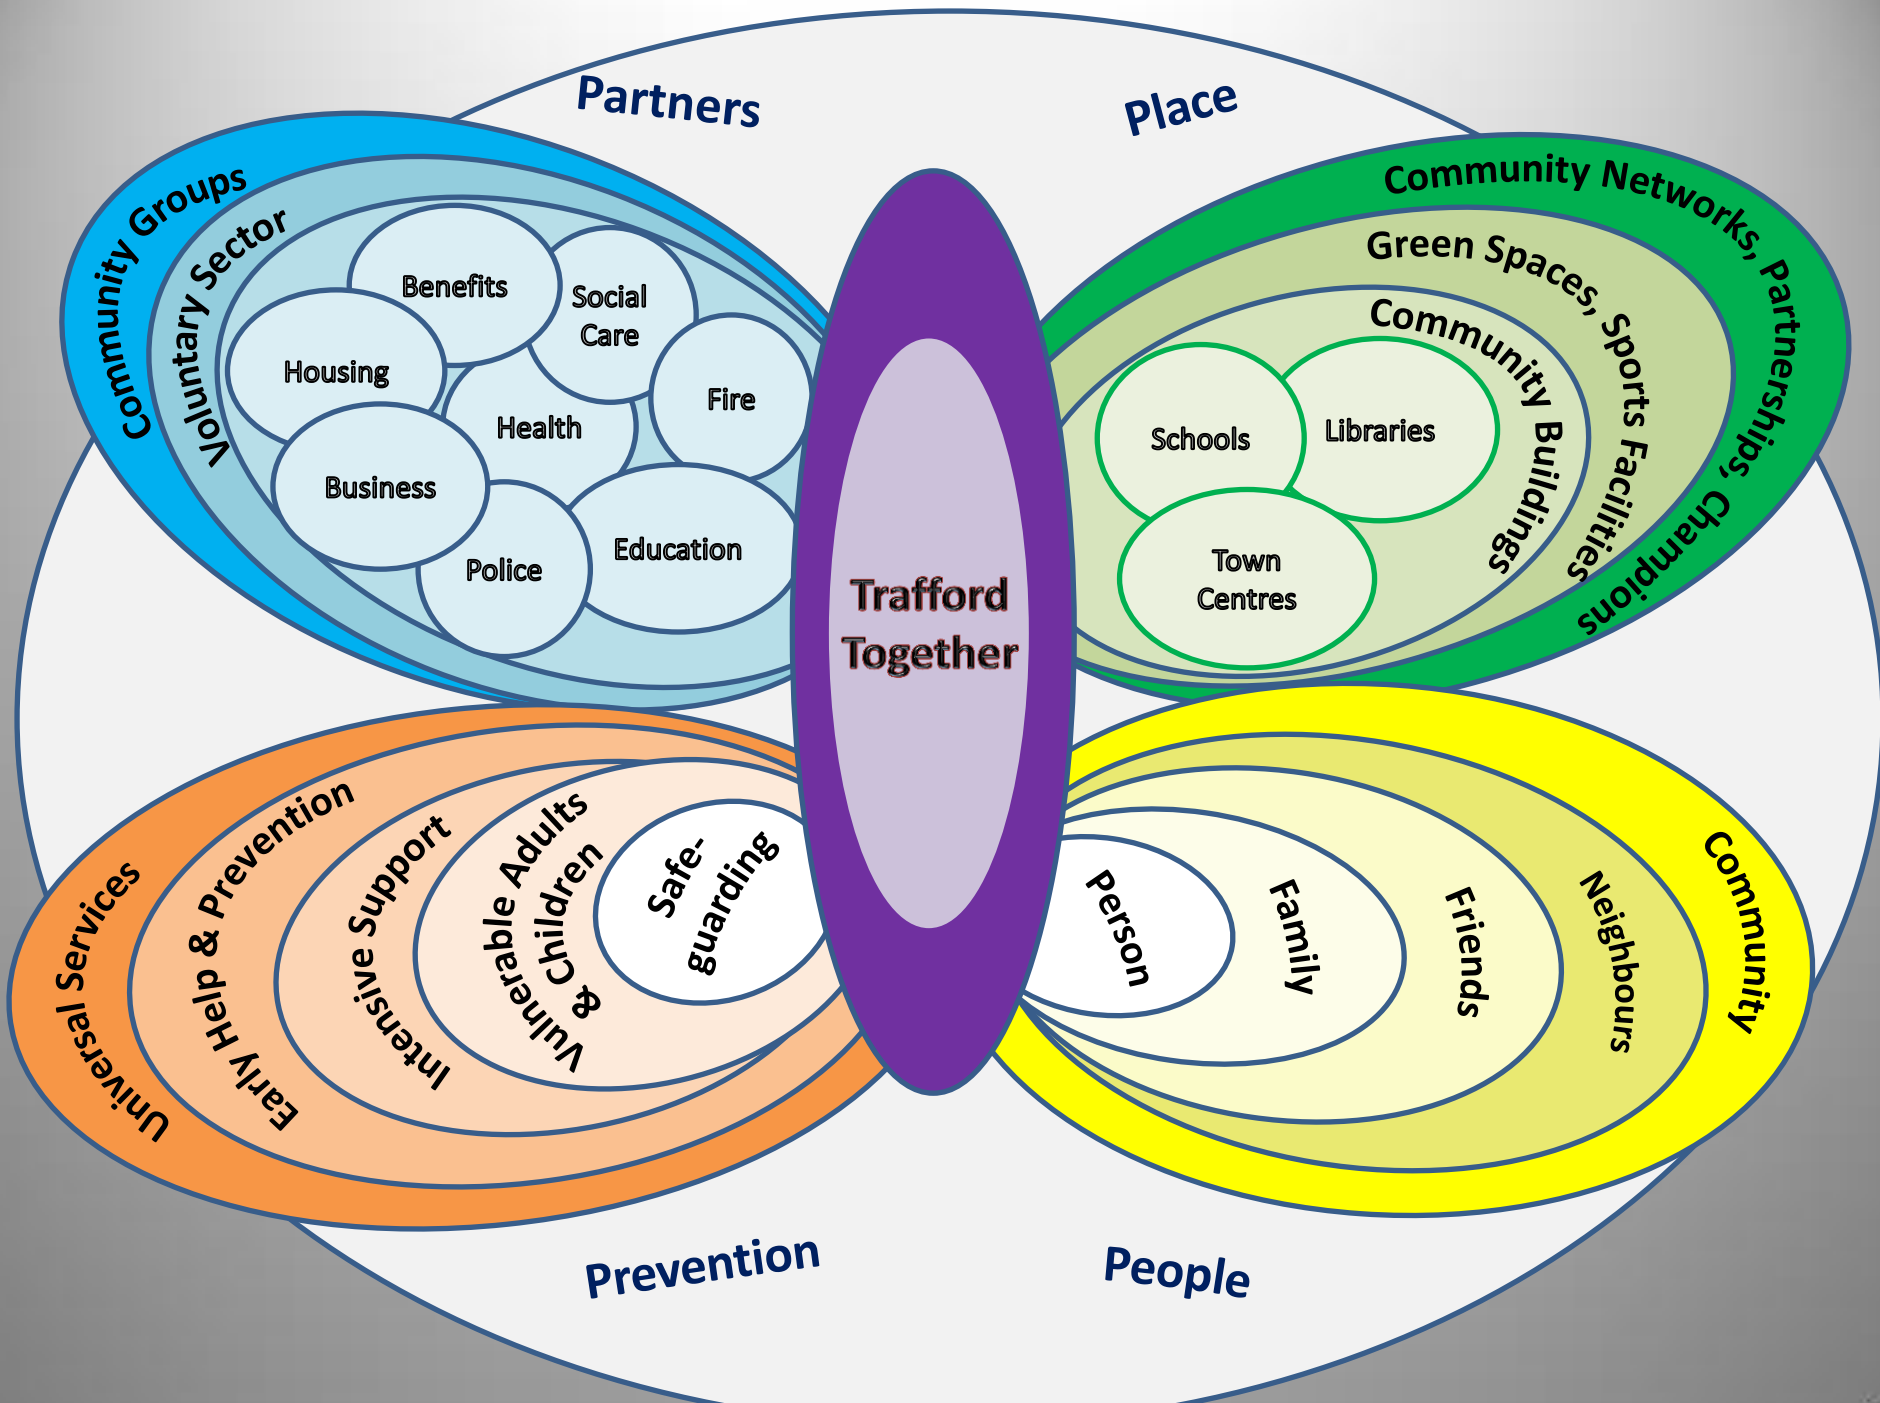 Partners
Place
Community Groups
Voluntary Sector
Benefits
Social
Care
Housing
Fire
Health
Business
Education
Police
Community Networks, Partnerships, Champions
Green Spaces, Sports Facilities
Community Buildings
Schools
Libraries
Town
Centres
Trafford
Together
Universal Services
Early Help & Prevention
Intensive Support
Vulnerable Adults
& Children
Safe-
guarding
Person
Family
Friends
Neighbours
Community
Prevention
People